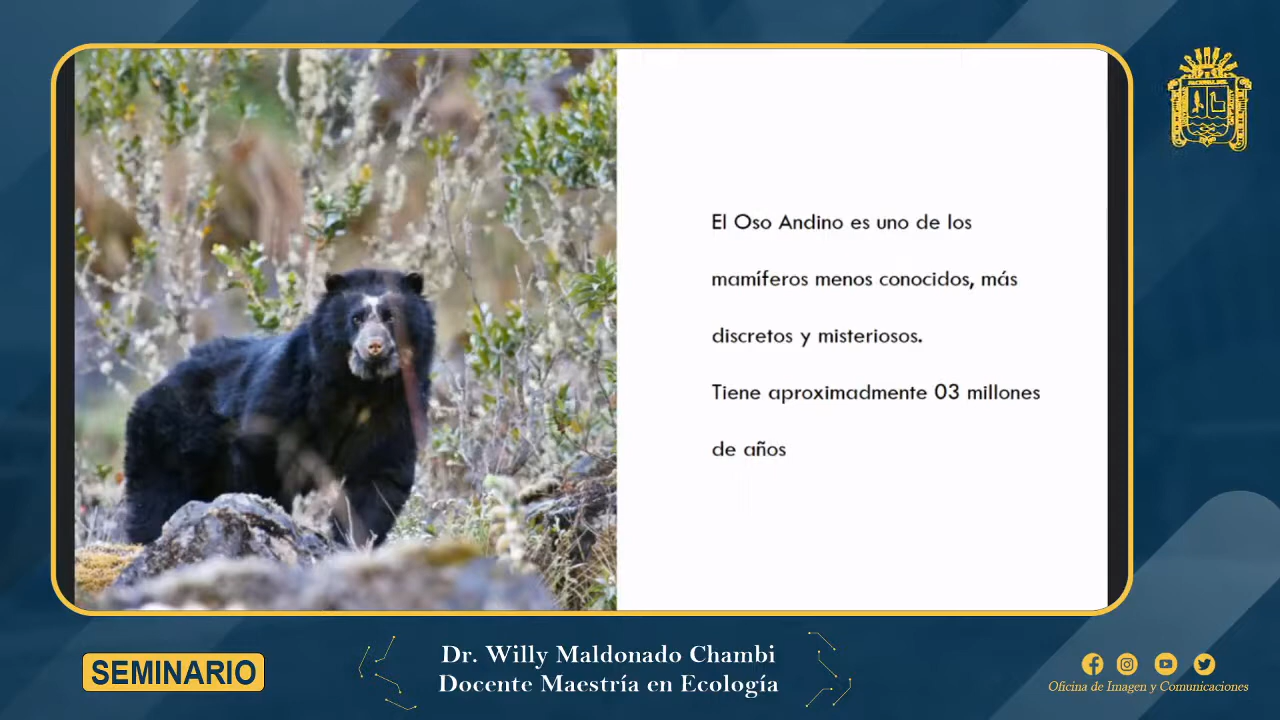 El Oso Andino es uno de los
mamíferos menos conocidos, más
discretos y misteriosos.
Tiene aproximadmente 03 millones
de años
SEMINARIO
Dr. Willy Maldonado Chambi
Docente Maestría en Ecología
Oficina de Imagen y Comunicaciones